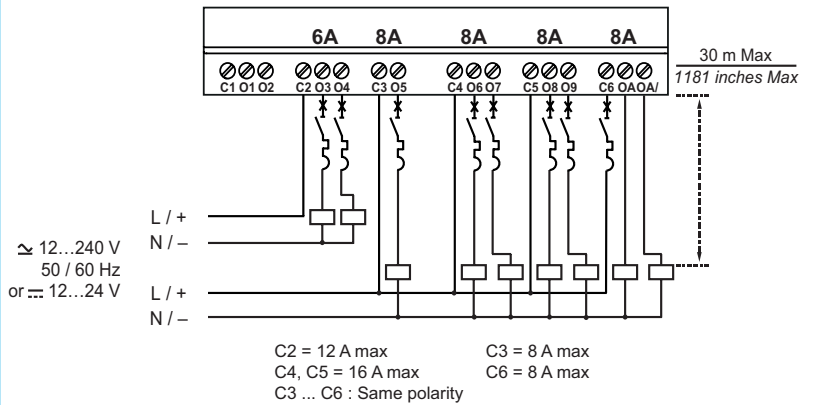 6A 8A 8A 8A 8A
30 m Max
1181 inches Max
C1 O1 O2 C2 O3 O4 C3 O5 C4 O6 O7 C5 O8 O9 C6 OA OA/
L / +
N / –
≃ 12...240 V
50 / 60 Hz
or ⎓ 12...24 V
L / +
N / –
C2 = 12 A max C3 = 8 A max
C4, C5 = 16 A max C6 = 8 A max
C3 ... C6 : Same polarity